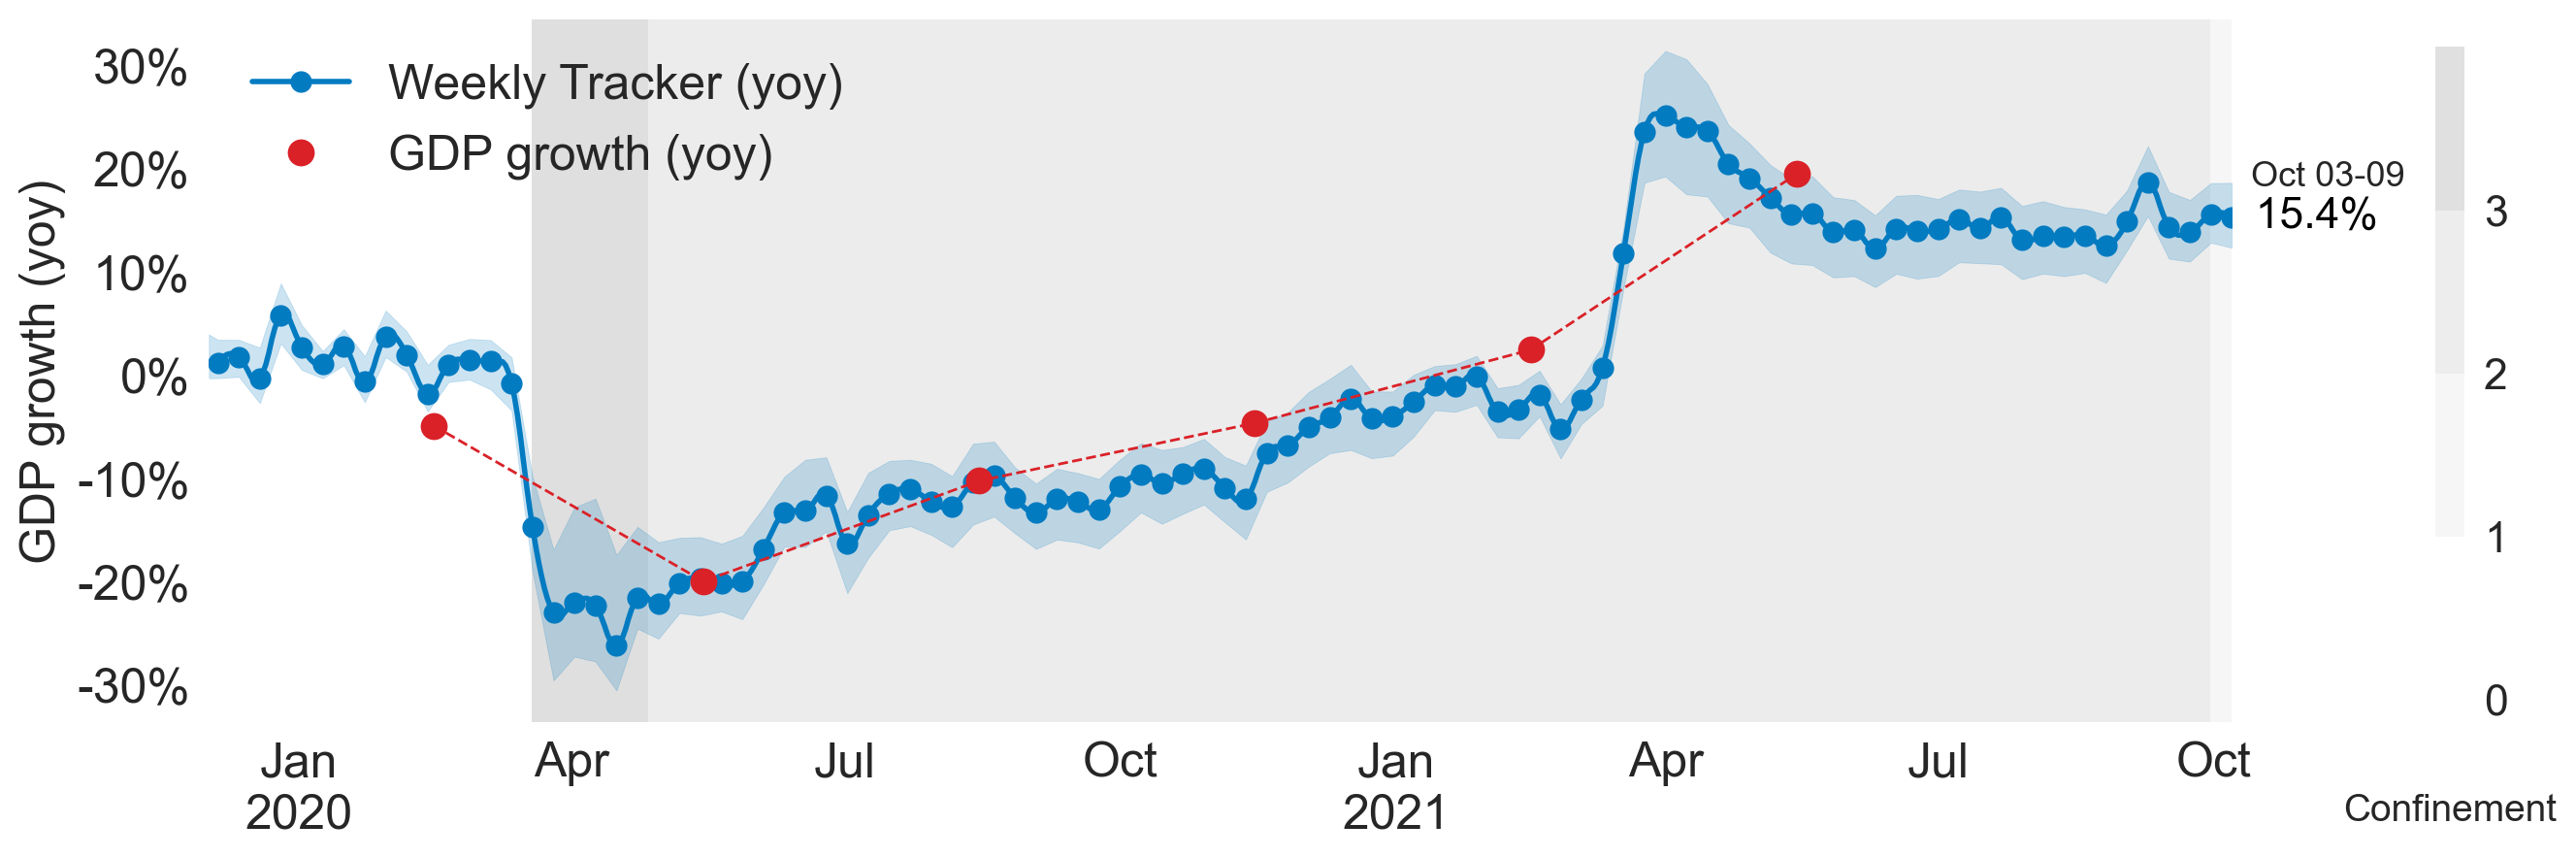 GDP growth (yoy)
30%
20%
10%
0%
-10%
-20%
-30%
Weekly Tracker (yoy)
GDP growth (yoy)
Oct 03-09
15.4%
3
2
1
0
Jan
2020
Apr
Jul
Oct
Jan
2021
Apr
Jul
Oct
Confinement